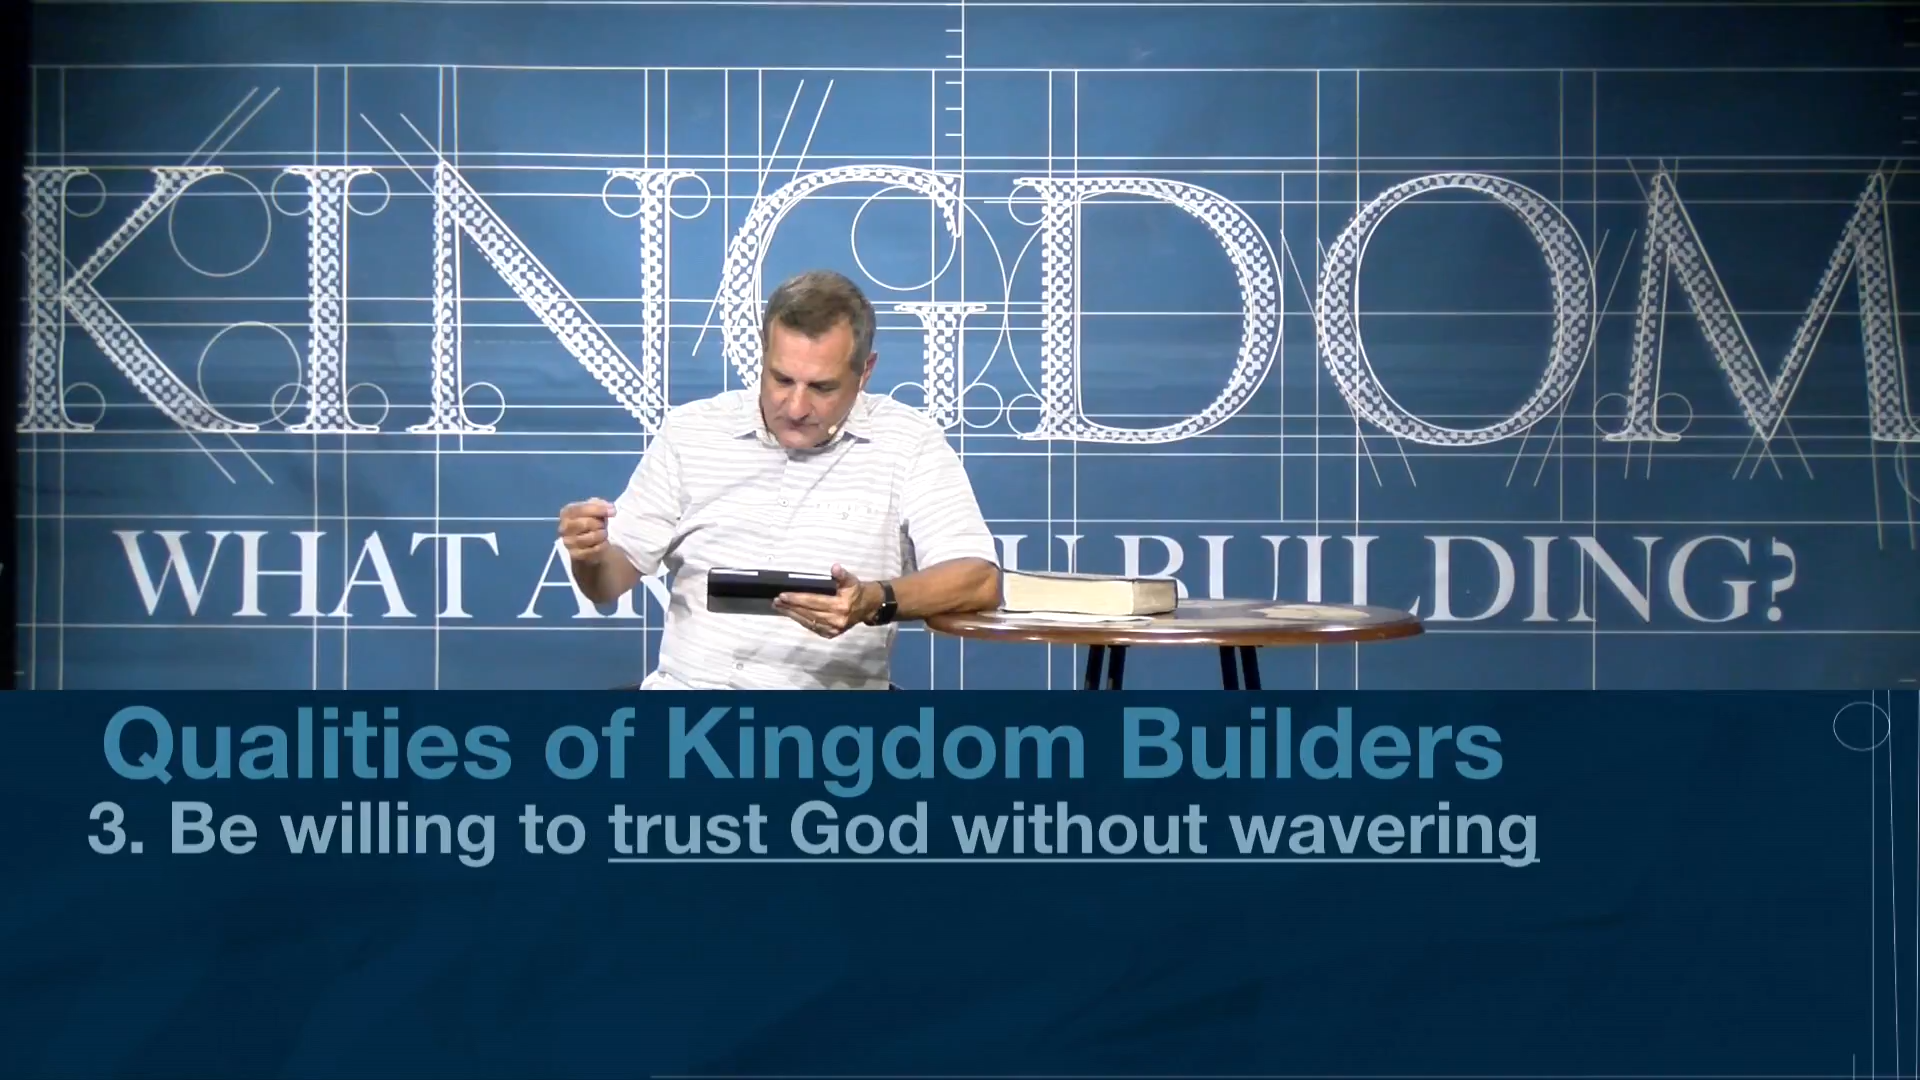 KINGDOM
WHAT A BUILDING?
Qualities of Kingdom Builders
3. Be willing to trust God without wavering